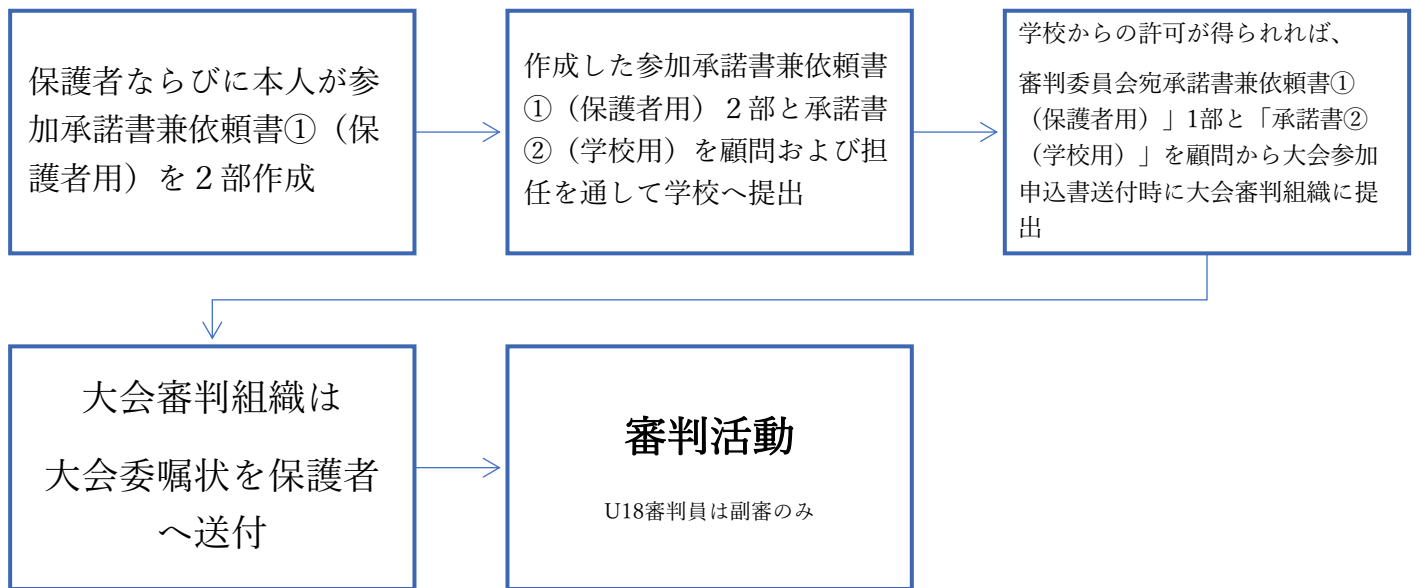 保護者ならびに本人が参
加承諾書兼依頼書①（保
護者用）を２部作成
作成した参加承諾書兼依頼書
①（保護者用）２部と承諾書
②（学校用）を顧問および担
任を通して学校へ提出
学校からの許可が得られれば、
審判委員会宛承諾書兼依頼書①
（保護者用）」1部と「承諾書②
（学校用）」を顧問から大会参加
申込書送付時に大会審判組織に提
出
大会審判組織は
大会委嘱状を保護者
へ送付
審判活動
U18審判員は副審のみ